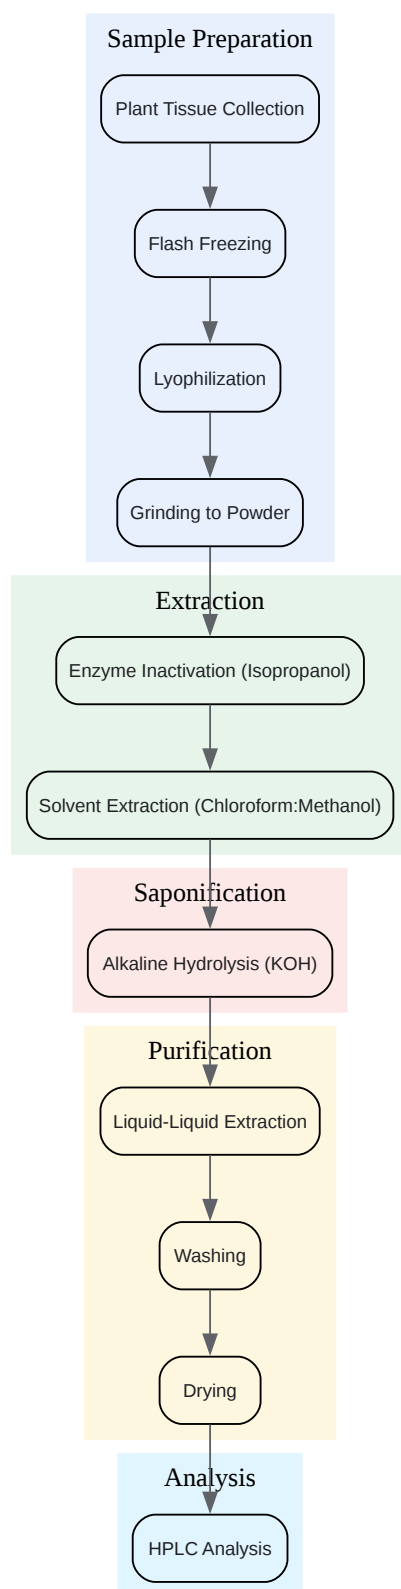 Sample Preparation
Plant Tissue Collection
Flash Freezing
Lyophilization
Grinding to Powder
Extraction
Enzyme Inactivation (Isopropanol)
Solvent Extraction (Chloroform:Methanol)
Saponification
Alkaline Hydrolysis (KOH)
Purification
Liquid-Liquid Extraction
Washing
Drying
Analysis
HPLC Analysis